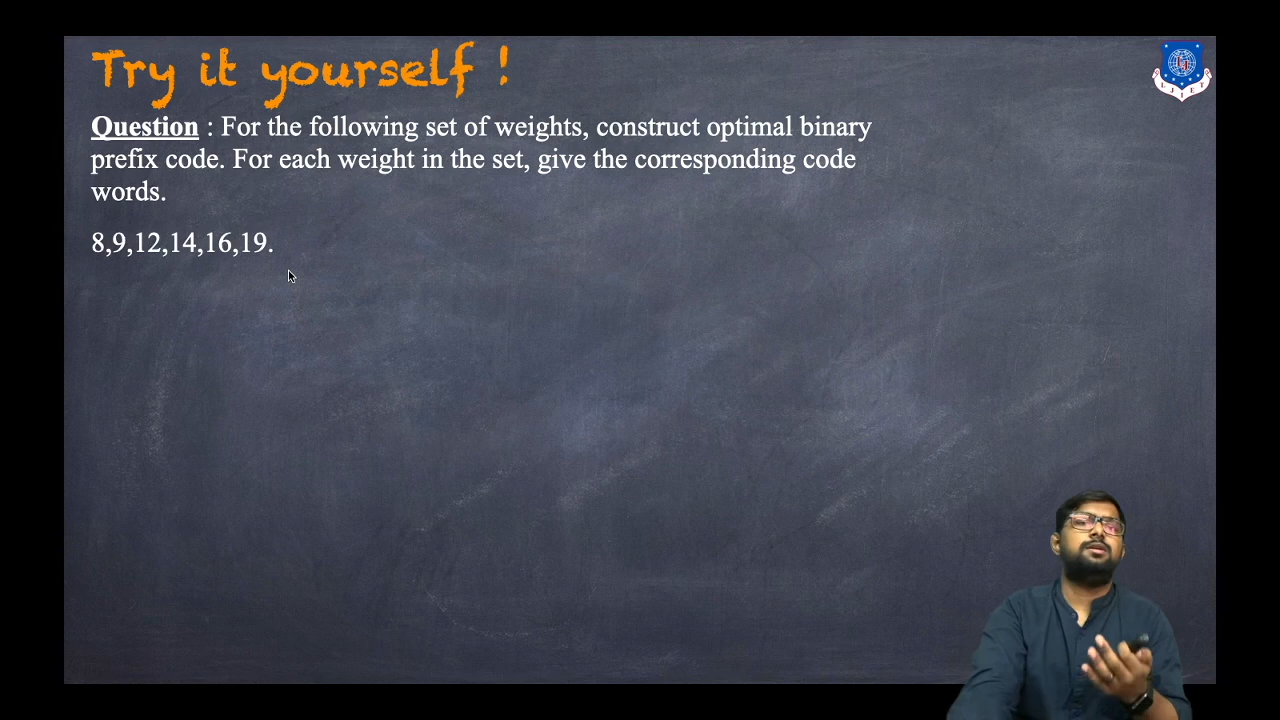 Try it yourself !
Question : For the following set of weights, construct optimal binary
prefix code. For each weight in the set, give the corresponding code
words.
8,9,12,14,16,19.
L J I E T